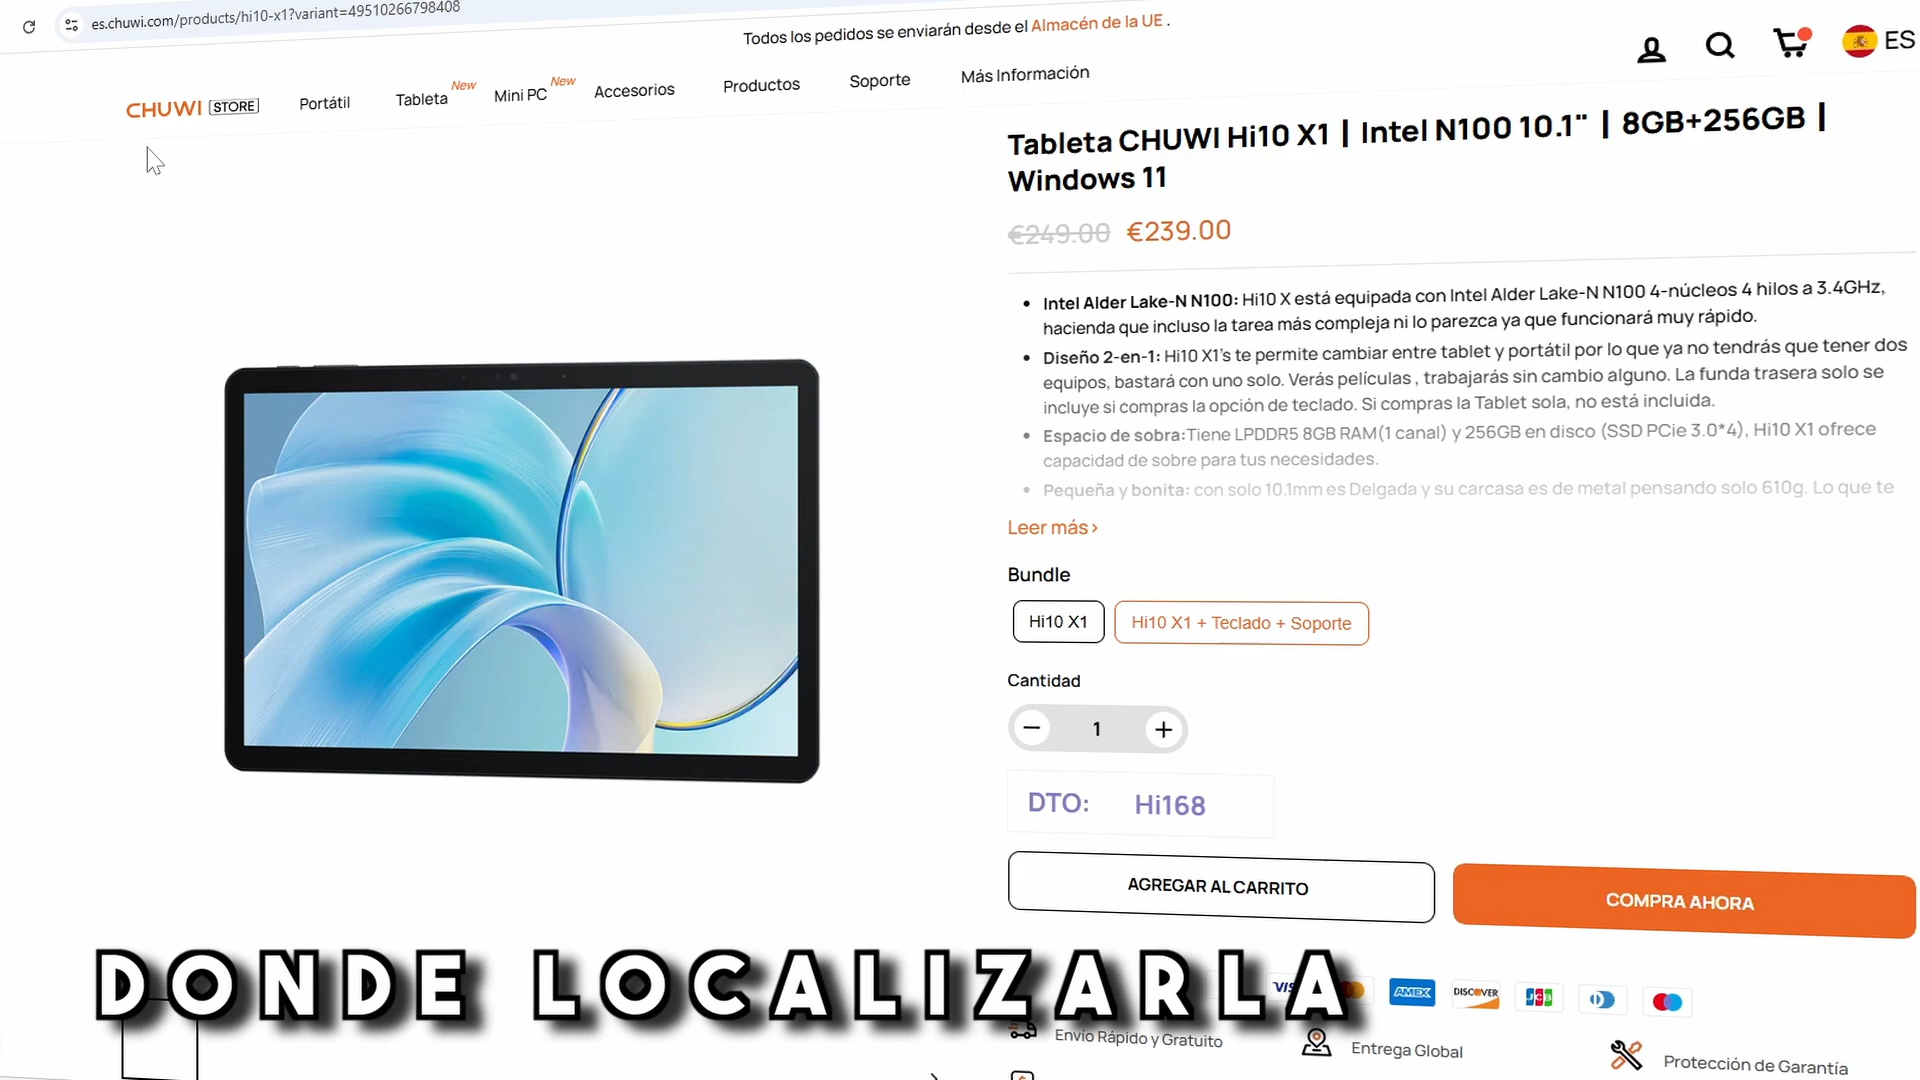 es.chuwi.com/products/hi10-x1?variant=49510266798408
Todos los pedidos se enviarán desde el Almacén de la UE .
ES
CHUWI STORE
Portátil
Tableta New
Mini PC New
Accesorios
Productos
Soporte
Más Información
Tableta CHUWI Hi10 X1 | Intel N100 10.1" | 8GB+256GB |
Windows 11
€249.00 €239.00
• Intel Alder Lake-N N100: Hi10 X está equipada con Intel Alder Lake-N N100 4-núcleos 4 hilos a 3.4GHz,
hacienda que incluso la tarea más compleja ni lo parezca ya que funcionará muy rápido.
• Diseño 2-en-1: Hi10 X1's te permite cambiar entre tablet y portátil por lo que ya no tendrás que tener dos
equipos, bastará con uno solo. Verás películas , trabajarás sin cambio alguno. La funda trasera solo se
incluye si compras la opción de teclado. Si compras la Tablet sola, no está incluida.
• Espacio de sobra:Tiene LPDDR5 8GB RAM(1 canal) y 256GB en disco (SSD PCie 3.0*4), Hi10 X1 ofrece
capacidad de sobre para tus necesidades.
• Pequeña y bonita: con solo 10.1mm es Delgada y su carcasa es de metal pensando solo 610g. Lo que te
Leer más›
Bundle
Hi10 X1
Hi10 X1 + Teclado + Soporte
Cantidad
− 1 +
DTO: Hi168
AGREGAR AL CARRITO
COMPRA AHORA
DONDE LOCALIZARLA
AMEX
DISCOVER
JCB
Envío Rápido y Gratuito
Entrega Global
Protección de Garantía